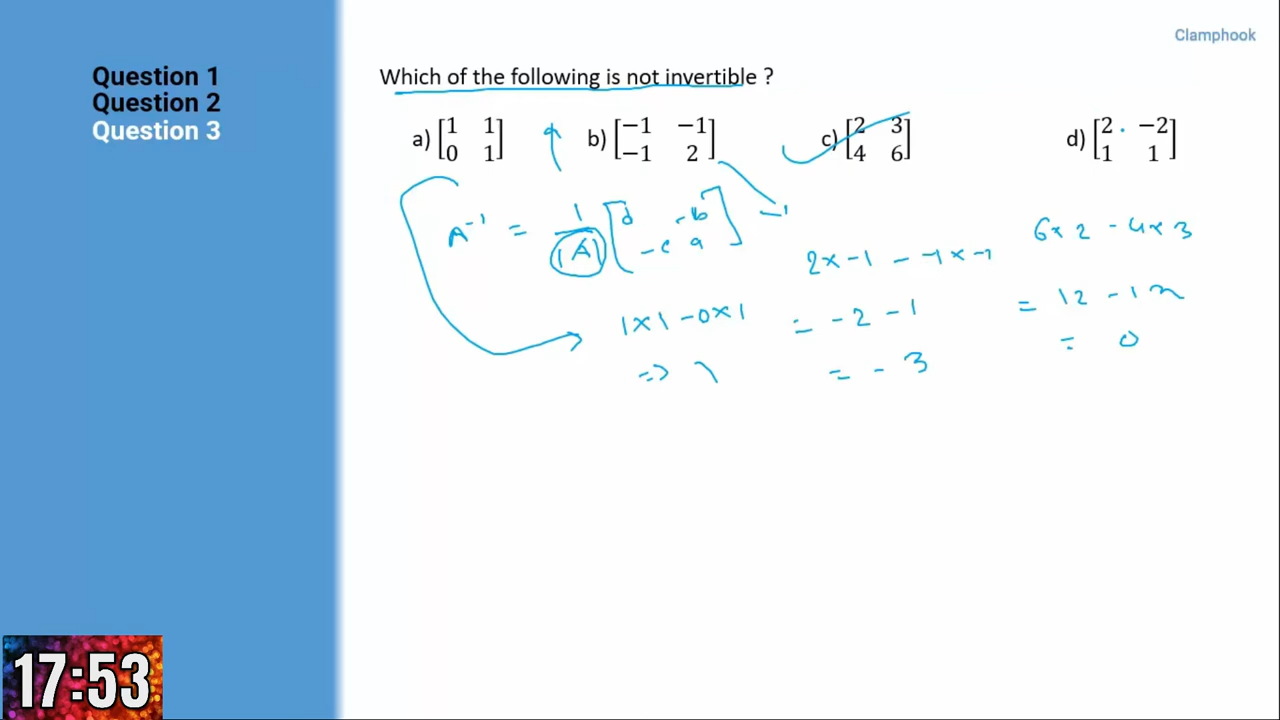 Clamphook
Question 1
Question 2
Question 3
Which of the following is not invertible ?
a) [1 1
0 1]
b) [−1 −1
−1 2]
c) [2 3
4 6]
d) [2 −2
1 1]
A⁻¹ = 1/|A| [d -b
-c a]
1×1 -0×1
=> 1
2×-1 - -1×-1
= -2 -1
= -3
6×2 - 4×3
= 12 -12
= 0
17:53